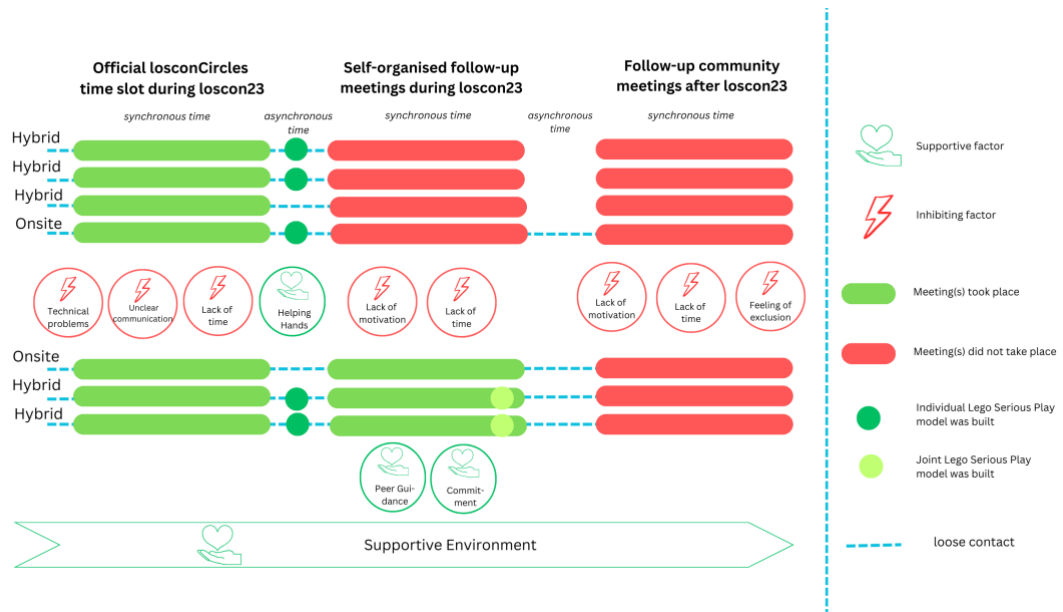 Official losconCircles
time slot during loscon23
Self-organised follow-up
meetings during loscon23
Follow-up community
meetings after loscon23
synchronous time
asynchronous
time
synchronous time
asynchronous
time
synchronous time
Hybrid
Hybrid
Hybrid
Onsite
Technical
problems
Unclear
communication
Lack of
time
Helping
Hands
Lack of
motivation
Lack of
time
Lack of
motivation
Lack of
time
Feeling of
exclusion
Onsite
Hybrid
Hybrid
Peer Gui-
dance
Commit-
ment
Supportive Environment
Supportive factor
Inhibiting factor
Meeting(s) took place
Meeting(s) did not take place
Individual Lego Serious Play
model was built
Joint Lego Serious Play
model was built
loose contact